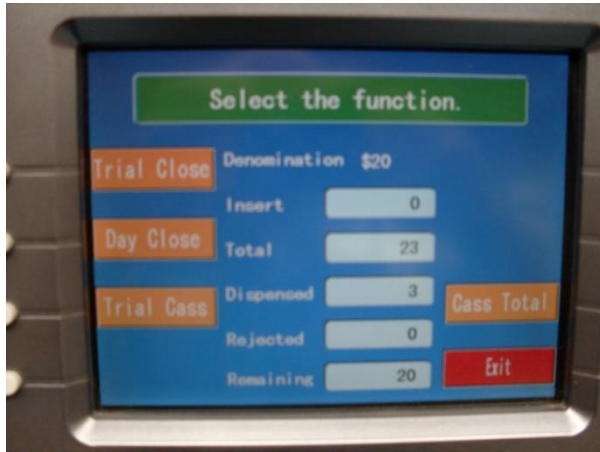 Select the function.
Trial Close
Denomination $20
Insert 0
Day Close
Total 23
Trial Cass
Dispensed 3
Cass Total
Rejected 0
Exit
Remaining 20